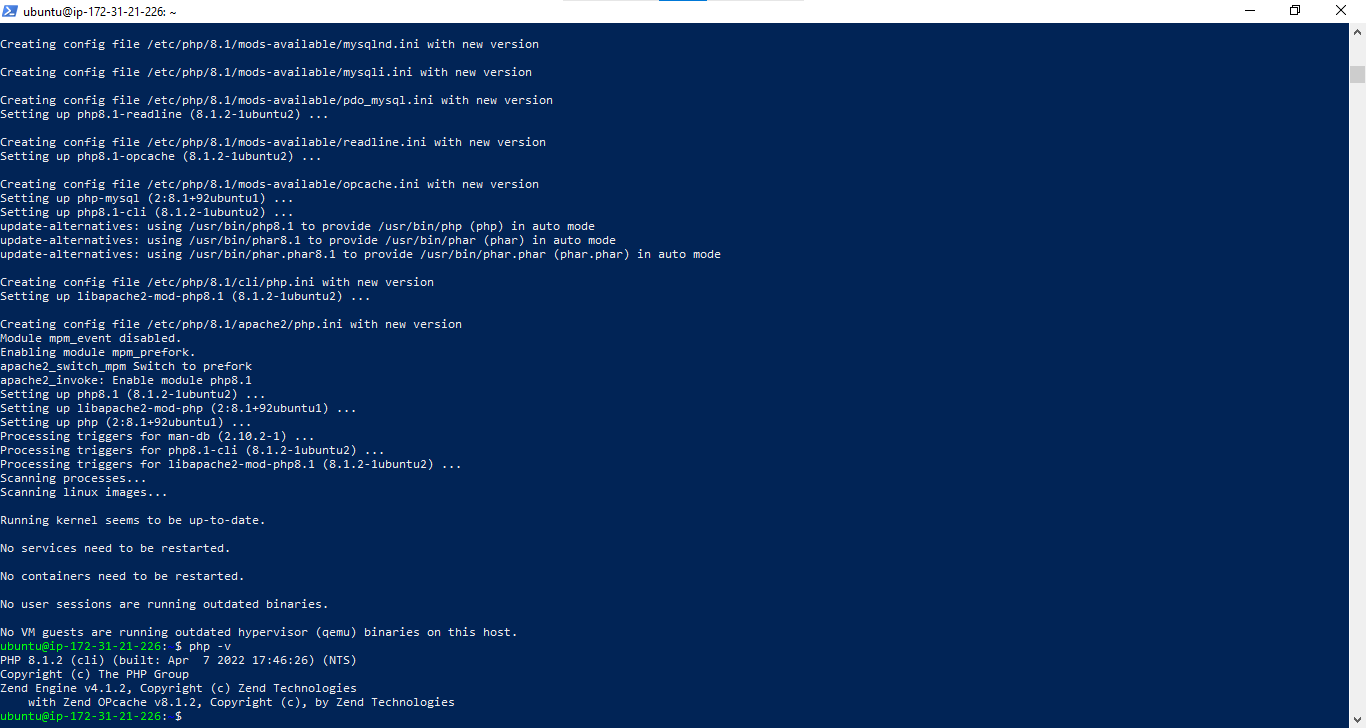 ubuntu@ip-172-31-21-226: ~
Creating config file /etc/php/8.1/mods-available/mysqlnd.ini with new version
Creating config file /etc/php/8.1/mods-available/mysqli.ini with new version
Creating config file /etc/php/8.1/mods-available/pdo_mysql.ini with new version
Setting up php8.1-readline (8.1.2-1ubuntu2) ...
Creating config file /etc/php/8.1/mods-available/readline.ini with new version
Setting up php8.1-opcache (8.1.2-1ubuntu2) ...
Creating config file /etc/php/8.1/mods-available/opcache.ini with new version
Setting up php-mysql (2:8.1+92ubuntu1) ...
Setting up php8.1-cli (8.1.2-1ubuntu2) ...
update-alternatives: using /usr/bin/php8.1 to provide /usr/bin/php (php) in auto mode
update-alternatives: using /usr/bin/phar8.1 to provide /usr/bin/phar (phar) in auto mode
update-alternatives: using /usr/bin/phar.phar8.1 to provide /usr/bin/phar.phar (phar.phar) in auto mode
Creating config file /etc/php/8.1/cli/php.ini with new version
Setting up libapache2-mod-php8.1 (8.1.2-1ubuntu2) ...
Creating config file /etc/php/8.1/apache2/php.ini with new version
Module mpm_event disabled.
Enabling module mpm_prefork.
apache2_switch_mpm Switch to prefork
apache2_invoke: Enable module php8.1
Setting up php8.1 (8.1.2-1ubuntu2) ...
Setting up libapache2-mod-php (2:8.1+92ubuntu1) ...
Setting up php (2:8.1+92ubuntu1) ...
Processing triggers for man-db (2.10.2-1) ...
Processing triggers for php8.1-cli (8.1.2-1ubuntu2) ...
Processing triggers for libapache2-mod-php8.1 (8.1.2-1ubuntu2) ...
Scanning processes...
Scanning linux images...
Running kernel seems to be up-to-date.
No services need to be restarted.
No containers need to be restarted.
No user sessions are running outdated binaries.
No VM guests are running outdated hypervisor (qemu) binaries on this host.
ubuntu@ip-172-31-21-226: $ php -v
PHP 8.1.2 (cli) (built: Apr  7 2022 17:46:26) (NTS)
Copyright (c) The PHP Group
Zend Engine v4.1.2, Copyright (c) Zend Technologies
    with Zend OPcache v8.1.2, Copyright (c), by Zend Technologies
ubuntu@ip-172-31-21-226: $